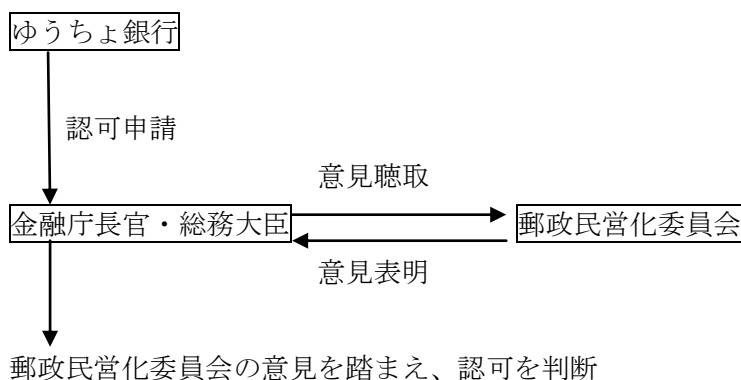 ゆうちょ銀行
認可申請
意見聴取
金融庁長官・総務大臣
郵政民営化委員会
意見表明
郵政民営化委員会の意見を踏まえ、認可を判断